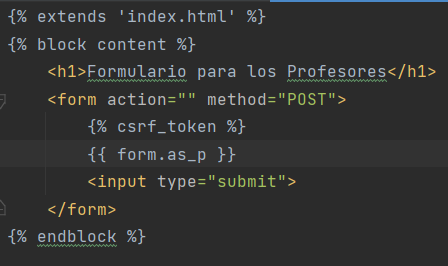 {% extends 'index.html' %}
{% block content %}
    <h1>Formulario para los Profesores</h1>
    <form action="" method="POST">
        {% csrf_token %}
        {{ form.as_p }}
        <input type="submit">
    </form>
{% endblock %}